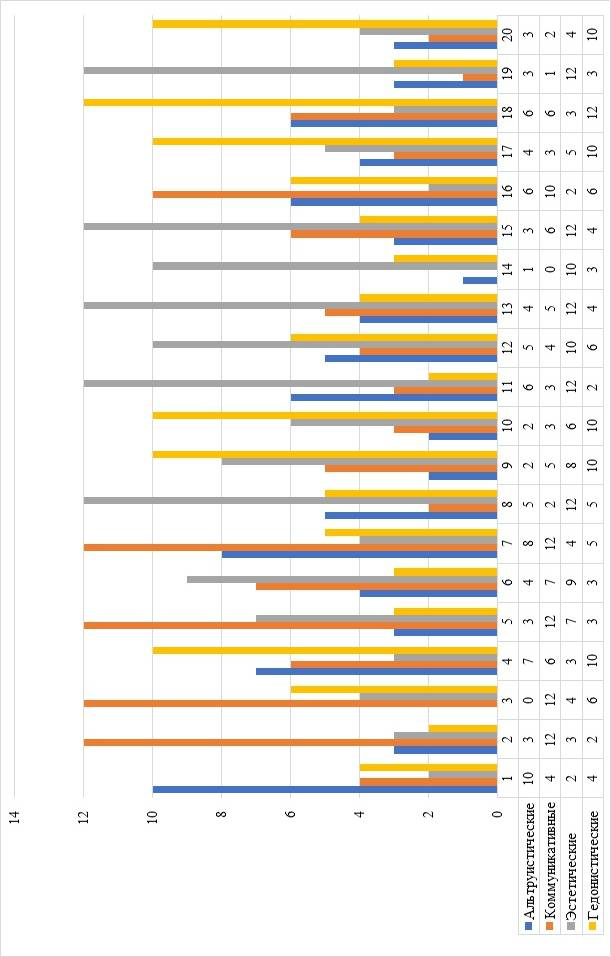 14
12
10
8
6
4
2
0
1 2 3 4 5 6 7 8 9 10 11 12 13 14 15 16 17 18 19 20
Альтруистические 10 3 0 7 3 4 8 5 2 2 6 5 4 1 3 6 4 6 3 3
Коммуникативные 4 12 12 6 12 7 12 2 5 3 3 4 5 0 6 10 3 6 1 2
Эстетические 2 3 4 3 7 9 4 12 8 6 12 10 12 10 12 2 5 3 12 4
Гедонистические 4 2 6 10 3 3 5 5 10 10 2 6 4 3 4 6 10 12 3 10